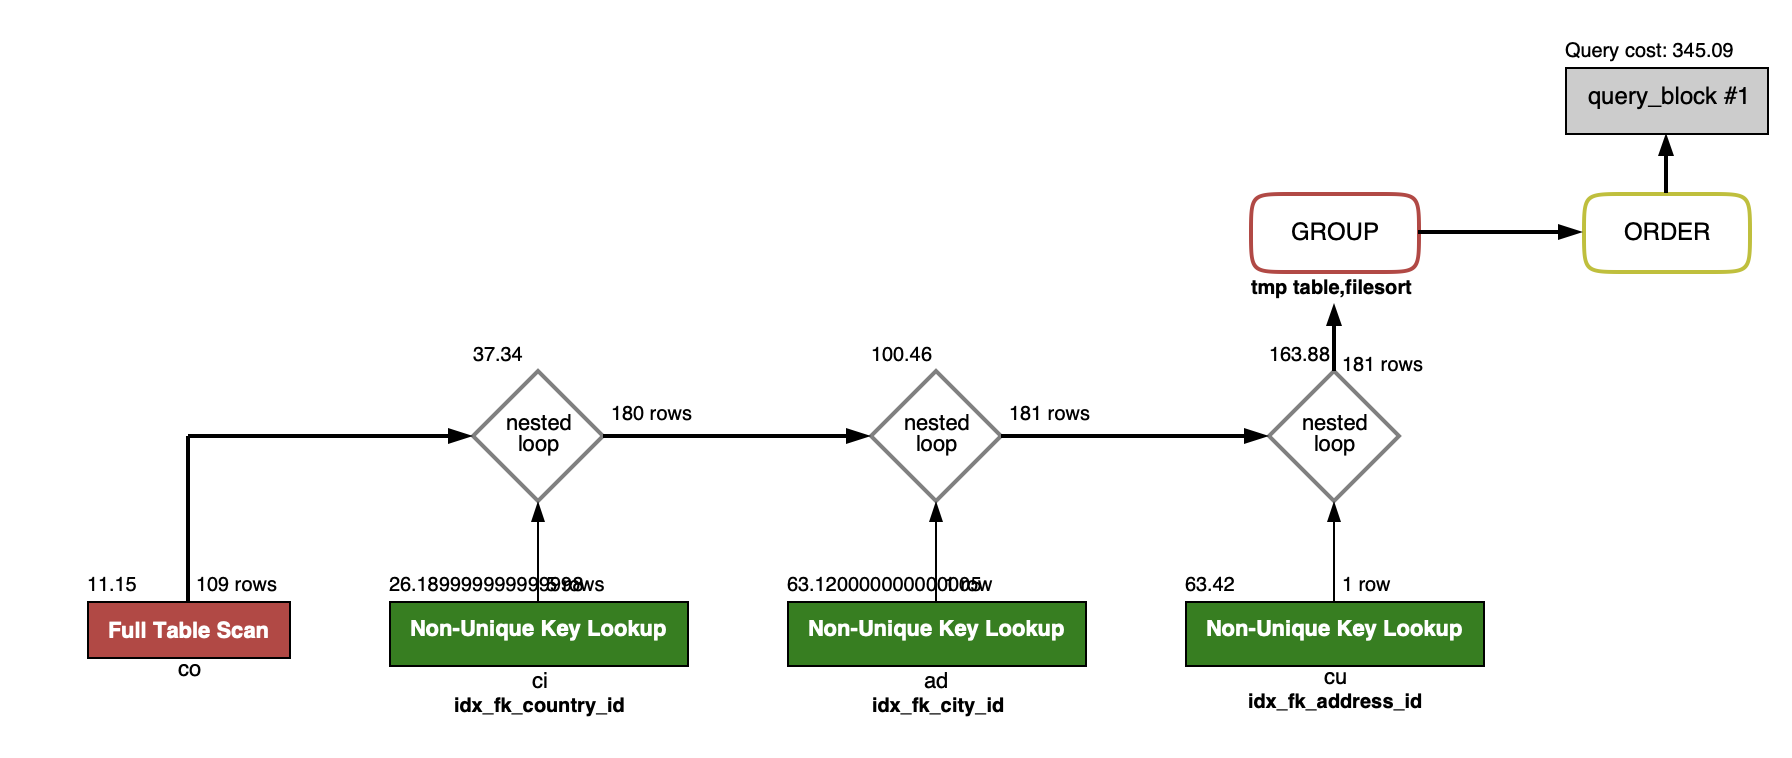 Query cost: 345.09
query_block #1
GROUP
ORDER
tmp table,filesort
37.34
100.46
163.88
181 rows
nested
loop
180 rows
nested
loop
181 rows
nested
loop
11.15
109 rows
26.189999999999998
5 rows
63.120000000000005
1 row
63.42
1 row
Full Table Scan
Non-Unique Key Lookup
Non-Unique Key Lookup
Non-Unique Key Lookup
co
ci
ad
cu
idx_fk_country_id
idx_fk_city_id
idx_fk_address_id